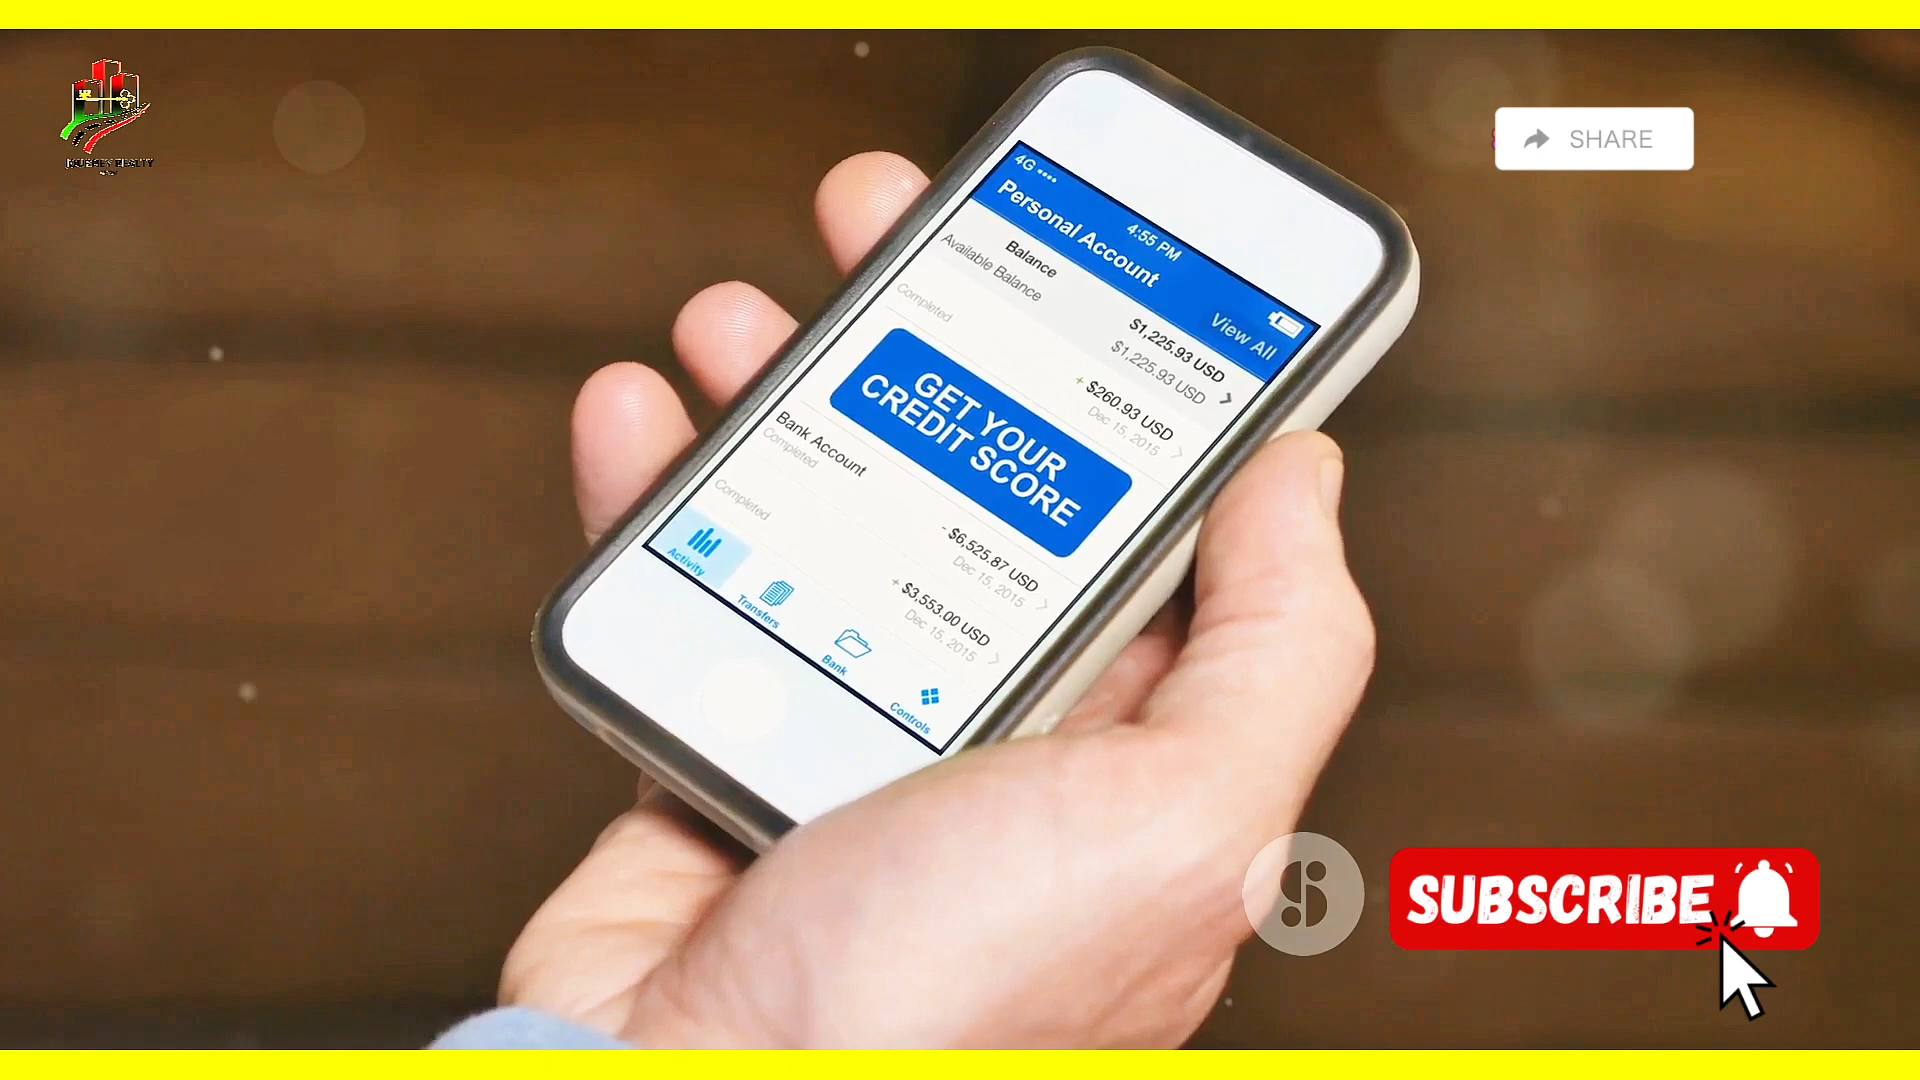 SHARE
4G
4:55 PM
Personal Account
View All
Balance
$1,225.93 USD
Available Balance
$1,225.93 USD
+ $260.93 USD
Completed
Dec 15, 2015
GET YOUR
CREDIT SCORE
Bank Account
- $6,525.87 USD
Completed
Dec 15, 2015
+ $3,553.00 USD
Completed
Dec 15, 2015
Activity
Transfers
Bank
Controls
JOURNEY REALTY
SUBSCRIBE